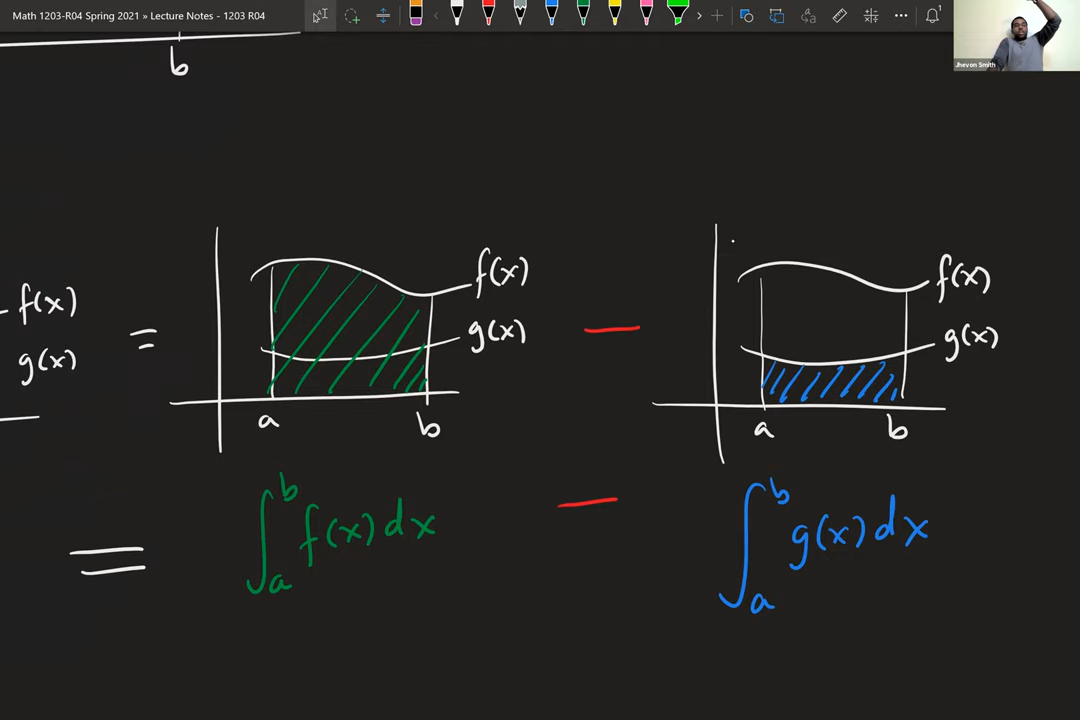 Math 1203-R04 Spring 2021 » Lecture Notes - 1203 R04
Jhevon Smith
b
f(x)
g(x)
=
f(x)
g(x)
a b
—
f(x)
g(x)
a b
= ∫_a^b f(x) dx — ∫_a^b g(x) dx